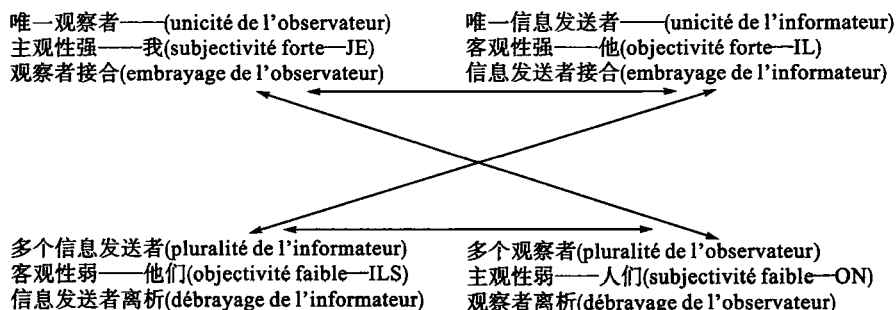 唯一观察者——(unicité de l'observateur)
主观性强——我(subjectivité forte—JE)
观察者接合(embrayage de l'observateur)
唯一信息发送者——(unicité de l'informateur)
客观性强——他(objectivité forte—IL)
信息发送者接合(embrayage de l'informateur)
多个信息发送者(pluralité de l'informateur)
客观性弱——他们(objectivité faible—ILS)
信息发送者离析(débrayage de l'informateur)
多个观察者(pluralité de l'observateur)
主观性弱——人们(subjectivité faible—ON)
观察者离析(débrayage de l'observateur)